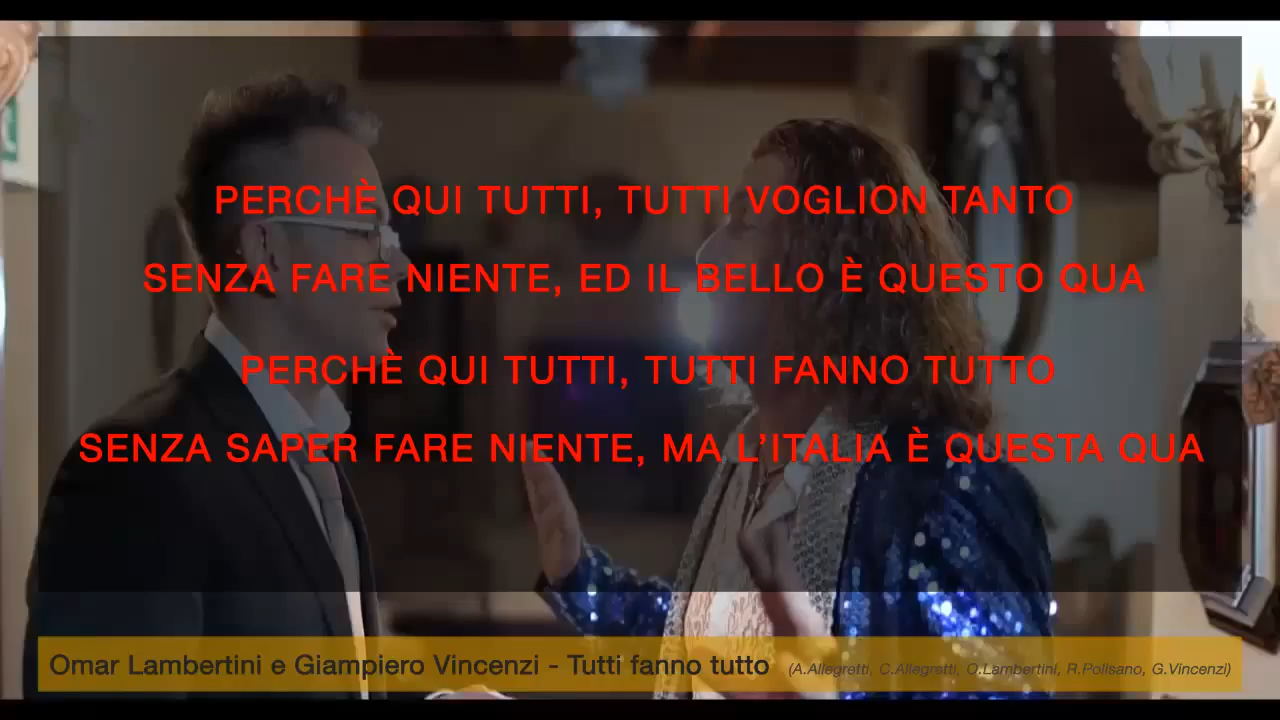 PERCHÈ QUI TUTTI, TUTTI VOGLION TANTO
SENZA FARE NIENTE, ED IL BELLO È QUESTO QUA
PERCHÈ QUI TUTTI, TUTTI FANNO TUTTO
SENZA SAPER FARE NIENTE, MA L’ITALIA È QUESTA QUA
Omar Lambertini e Giampiero Vincenzi - Tutti fanno tutto (A.Allegretti, C.Allegretti, O.Lambertini, R.Polisano, G.Vincenzi)